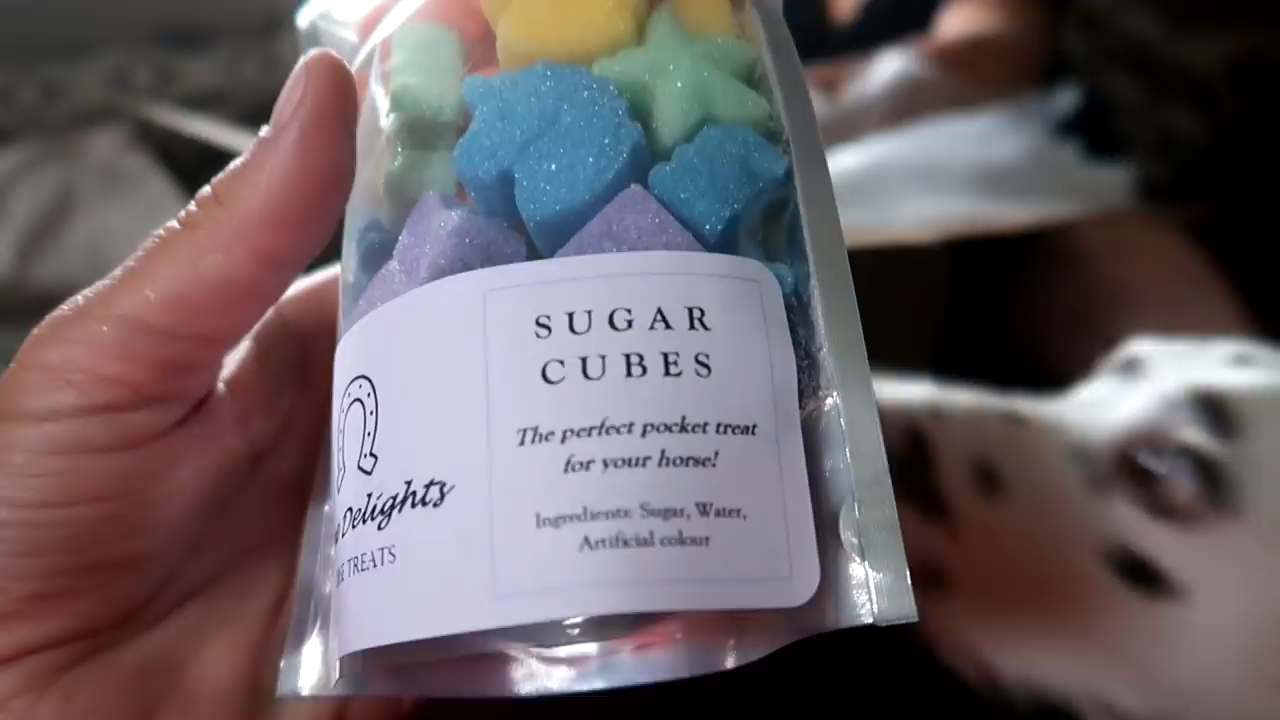 SUGAR
CUBES
The perfect pocket treat
for your horse!
Ingredients: Sugar, Water,
Artificial colour
Delights
TREATS